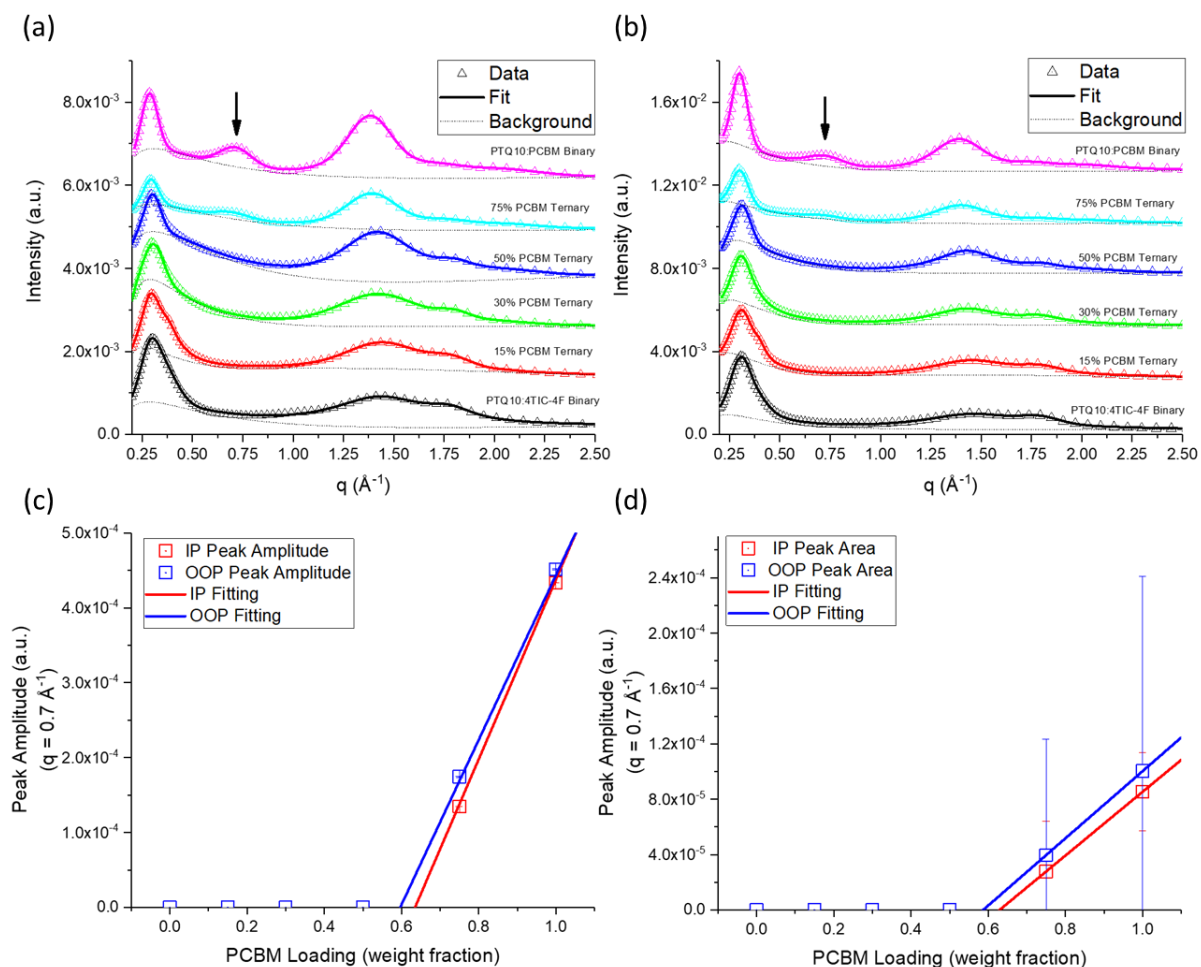 (a)
Data
Fit
Background
8.0x10⁻³
6.0x10⁻³
4.0x10⁻³
2.0x10⁻³
0.0
Intensity (a.u.)
PTQ10:PCBM Binary
75% PCBM Ternary
50% PCBM Ternary
30% PCBM Ternary
15% PCBM Ternary
PTQ10:4TIC-4F Binary
0.2 0.25 0.50 0.75 1.00 1.25 1.50 1.75 2.00 2.25 2.50
q (Å⁻¹)
(b)
Data
Fit
Background
1.6x10⁻²
1.2x10⁻²
8.0x10⁻³
4.0x10⁻³
0.0
Intensity (a.u.)
PTQ10:PCBM Binary
75% PCBM Ternary
50% PCBM Ternary
30% PCBM Ternary
15% PCBM Ternary
PTQ10:4TIC-4F Binary
0.2 0.25 0.50 0.75 1.00 1.25 1.50 1.75 2.00 2.25 2.50
q (Å⁻¹)
(c)
IP Peak Amplitude
OOP Peak Amplitude
IP Fitting
OOP Fitting
5.0x10⁻⁴
4.0x10⁻⁴
3.0x10⁻⁴
2.0x10⁻⁴
1.0x10⁻⁴
0.0
Peak Amplitude (a.u.)
(q = 0.7 Å⁻¹)
0.0 0.2 0.4 0.6 0.8 1.0
PCBM Loading (weight fraction)
(d)
IP Peak Area
OOP Peak Area
IP Fitting
OOP Fitting
2.4x10⁻⁴
2.0x10⁻⁴
1.6x10⁻⁴
1.2x10⁻⁴
8.0x10⁻⁵
4.0x10⁻⁵
0.0
Peak Amplitude (a.u.)
(q = 0.7 Å⁻¹)
0.0 0.2 0.4 0.6 0.8 1.0
PCBM Loading (weight fraction)